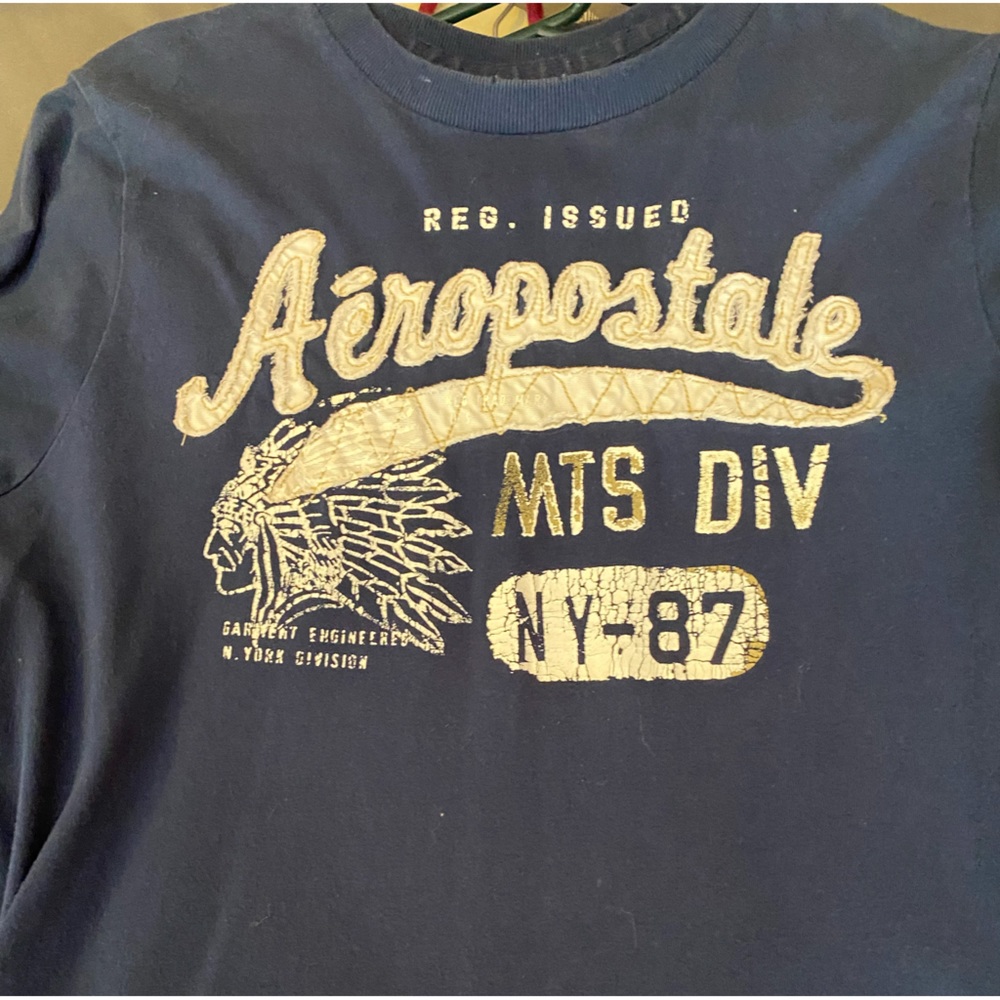 REG. ISSUED
Aéropostale
MTS DIV
NY-87
GARMENT ENGINEERED
N. YORK DIVISION